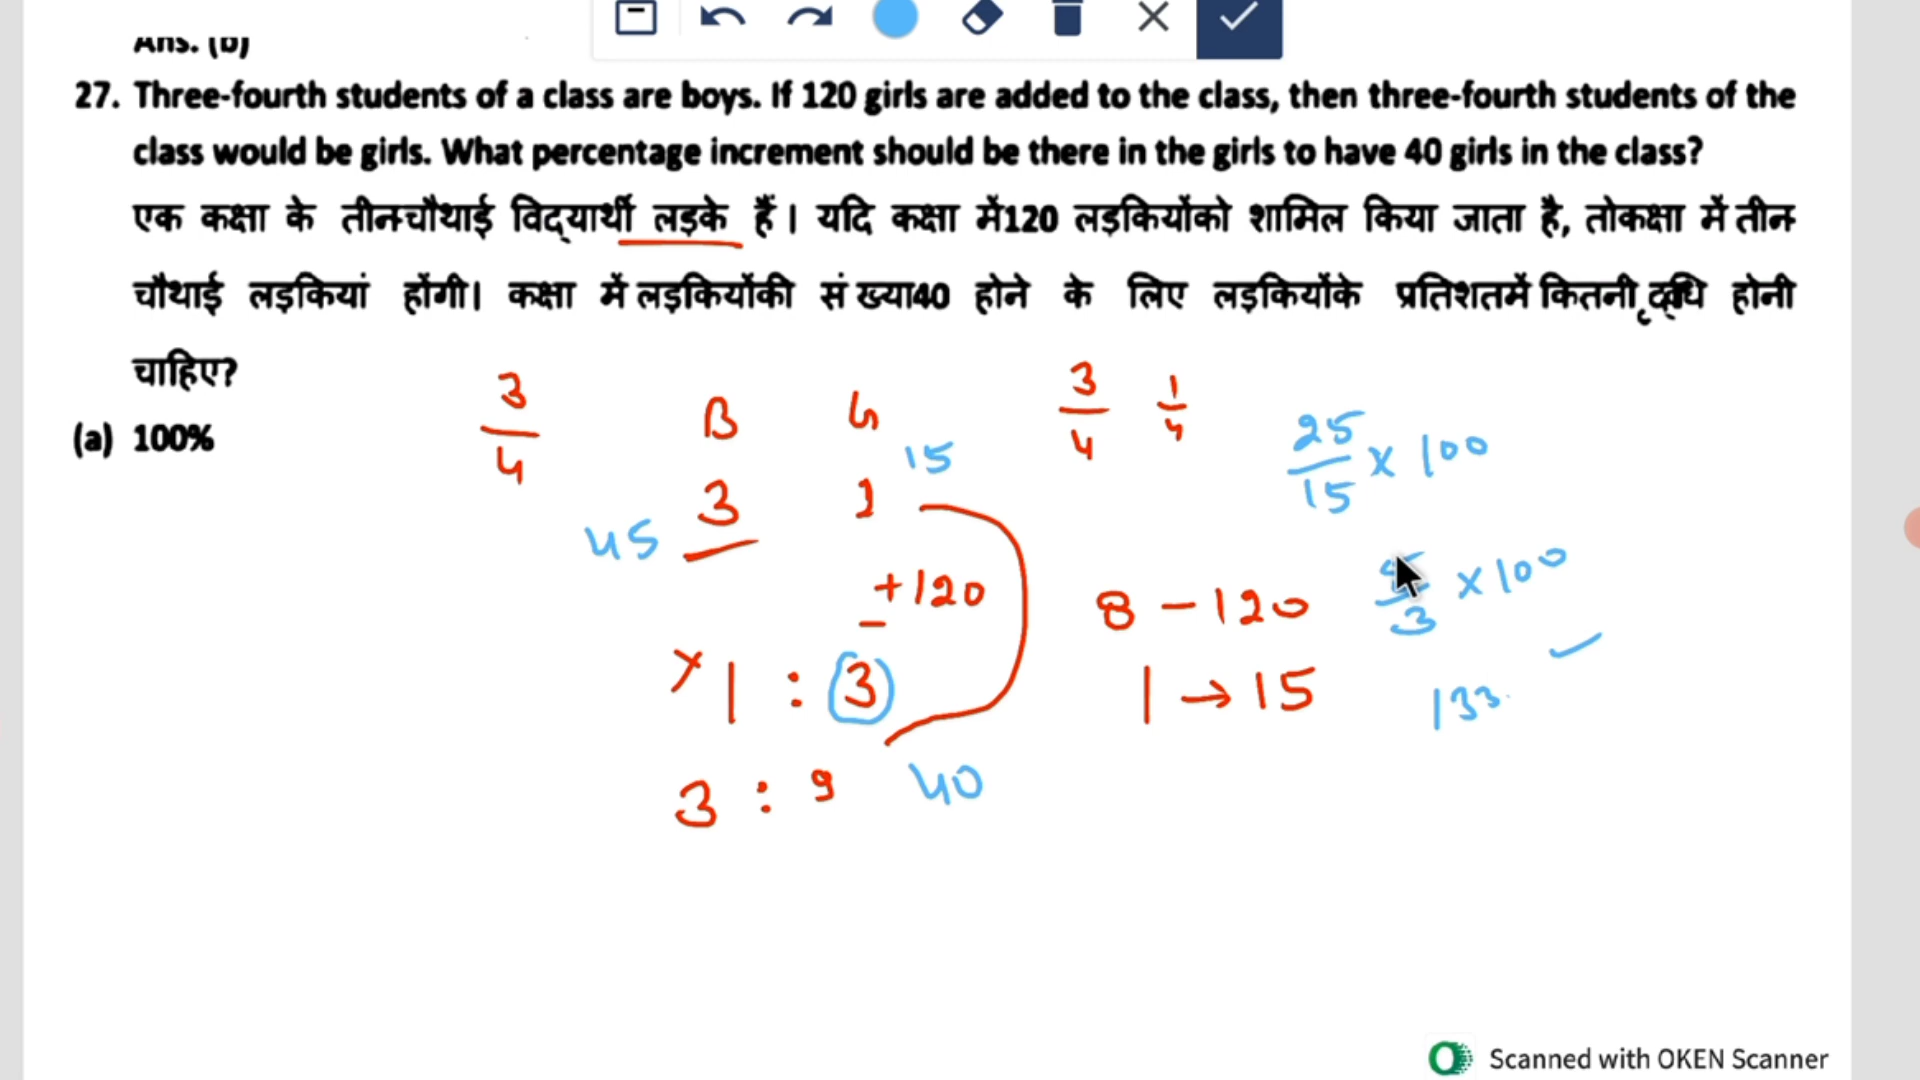 Ans. (b)
27. Three-fourth students of a class are boys. If 120 girls are added to the class, then three-fourth students of the
class would be girls. What percentage increment should be there in the girls to have 40 girls in the class?
एक कक्षा के तीन-चौथाई विद्यार्थी लड़के हैं। यदि कक्षा में120 लड़कियोंको शामिल किया जाता है, तोकक्षा में तीन
चौथाई लड़कियां होंगी। कक्षा में लड़कियोंकी सं ख्या40 होने के लिए लड़कियोंके प्रतिशतमें कितनी होनी
चाहिए?
(a) 100%
3/4
B G
45 3 1 15
+120
1 : 3
3 : 9 40
3/4 1/4
8 - 120
1 → 15
25/15 x 100
/3 x 100
133
Scanned with OKEN Scanner